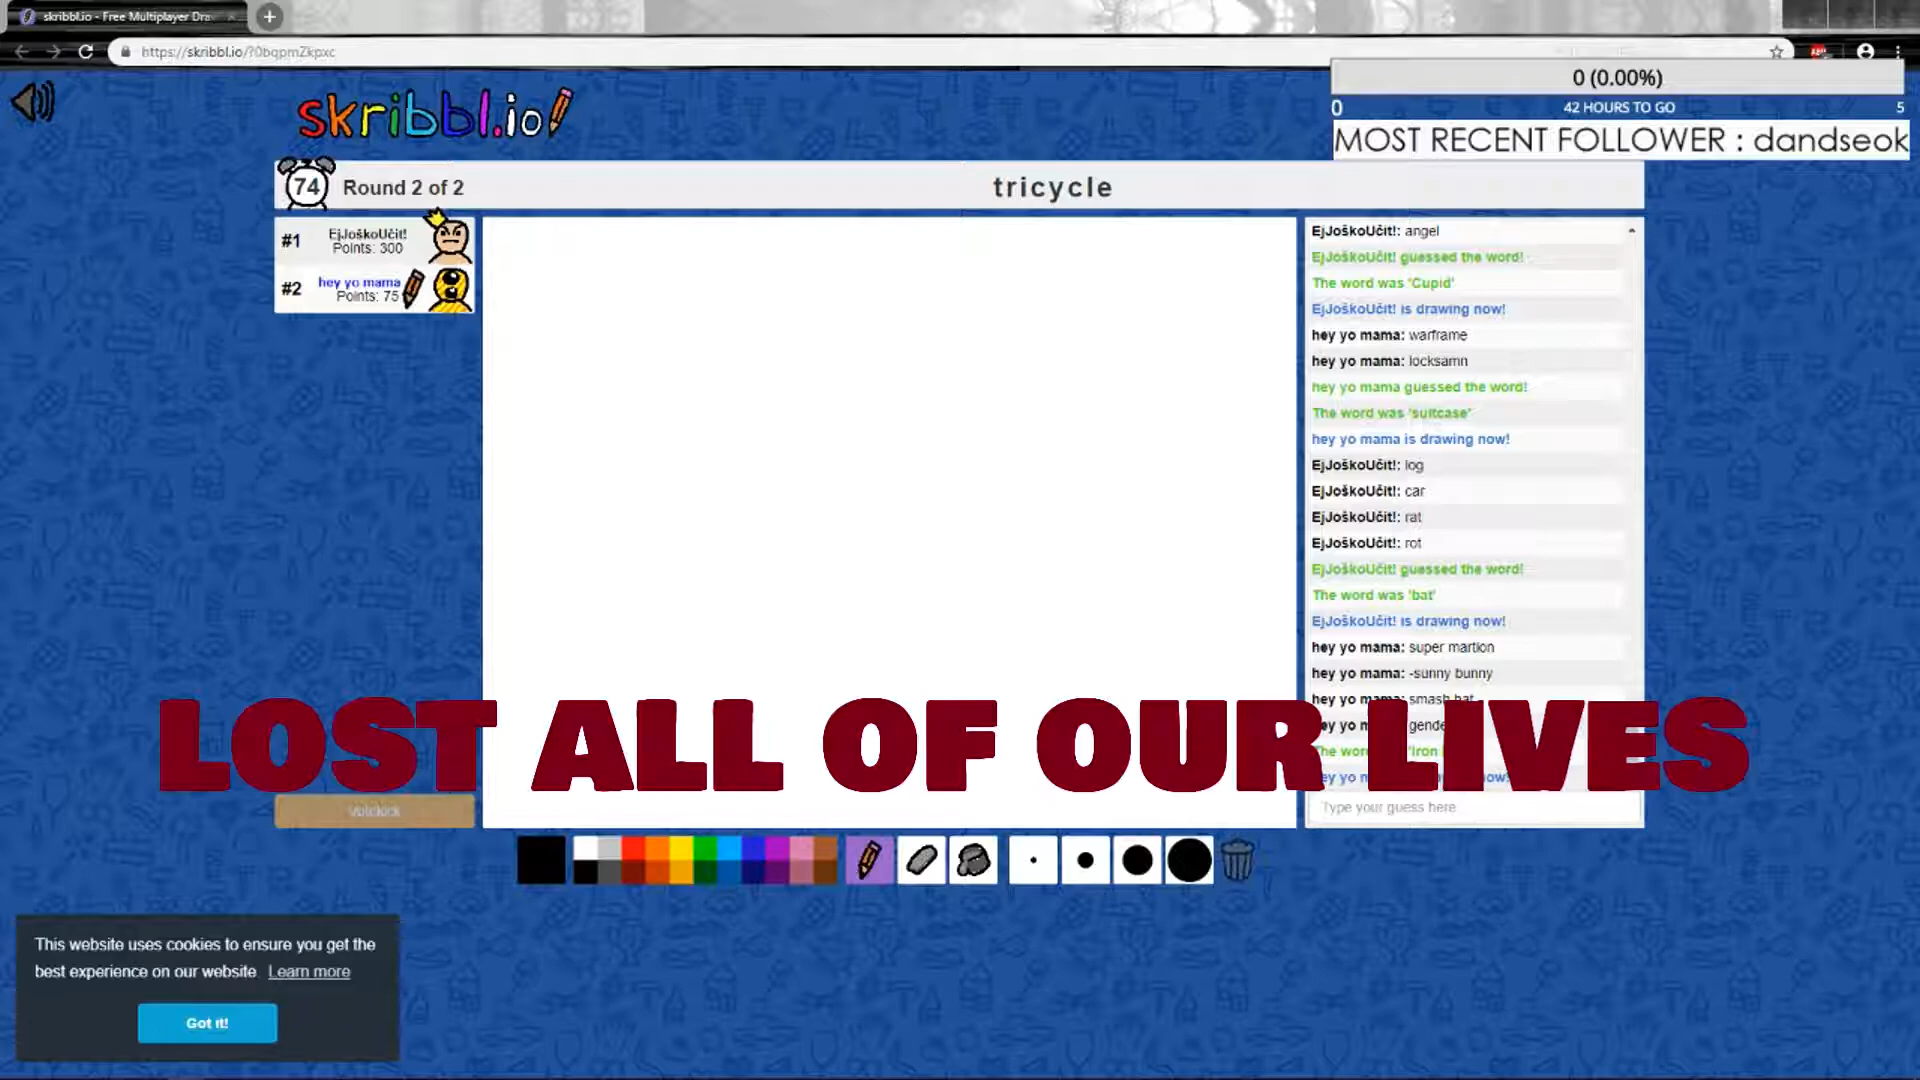 skribbl.io - Free Multiplayer Dra
https://skribbl.io/?0bqpmZkpxc
0 (0.00%)
0 42 HOURS TO GO 5
MOST RECENT FOLLOWER : dandseok
skribbl.io
74 Round 2 of 2 tricycle
#1 EjJoškoUčit!
Points: 300
#2 hey yo mama
Points: 75
EjJoškoUčit!: angel
EjJoškoUčit! guessed the word!
The word was 'Cupid'
EjJoškoUčit! is drawing now!
hey yo mama: warframe
hey yo mama: locksamn
hey yo mama guessed the word!
The word was 'suitcase'
hey yo mama is drawing now!
EjJoškoUčit!: log
EjJoškoUčit!: car
EjJoškoUčit!: rat
EjJoškoUčit!: rot
EjJoškoUčit! guessed the word!
The word was 'bat'
EjJoškoUčit! is drawing now!
hey yo mama: super martion
hey yo mama: -sunny bunny
hey yo mama: smash bat
LOST ALL OF OUR LIVES
Votekick
Type your guess here
This website uses cookies to ensure you get the
best experience on our website Learn more
Got it!